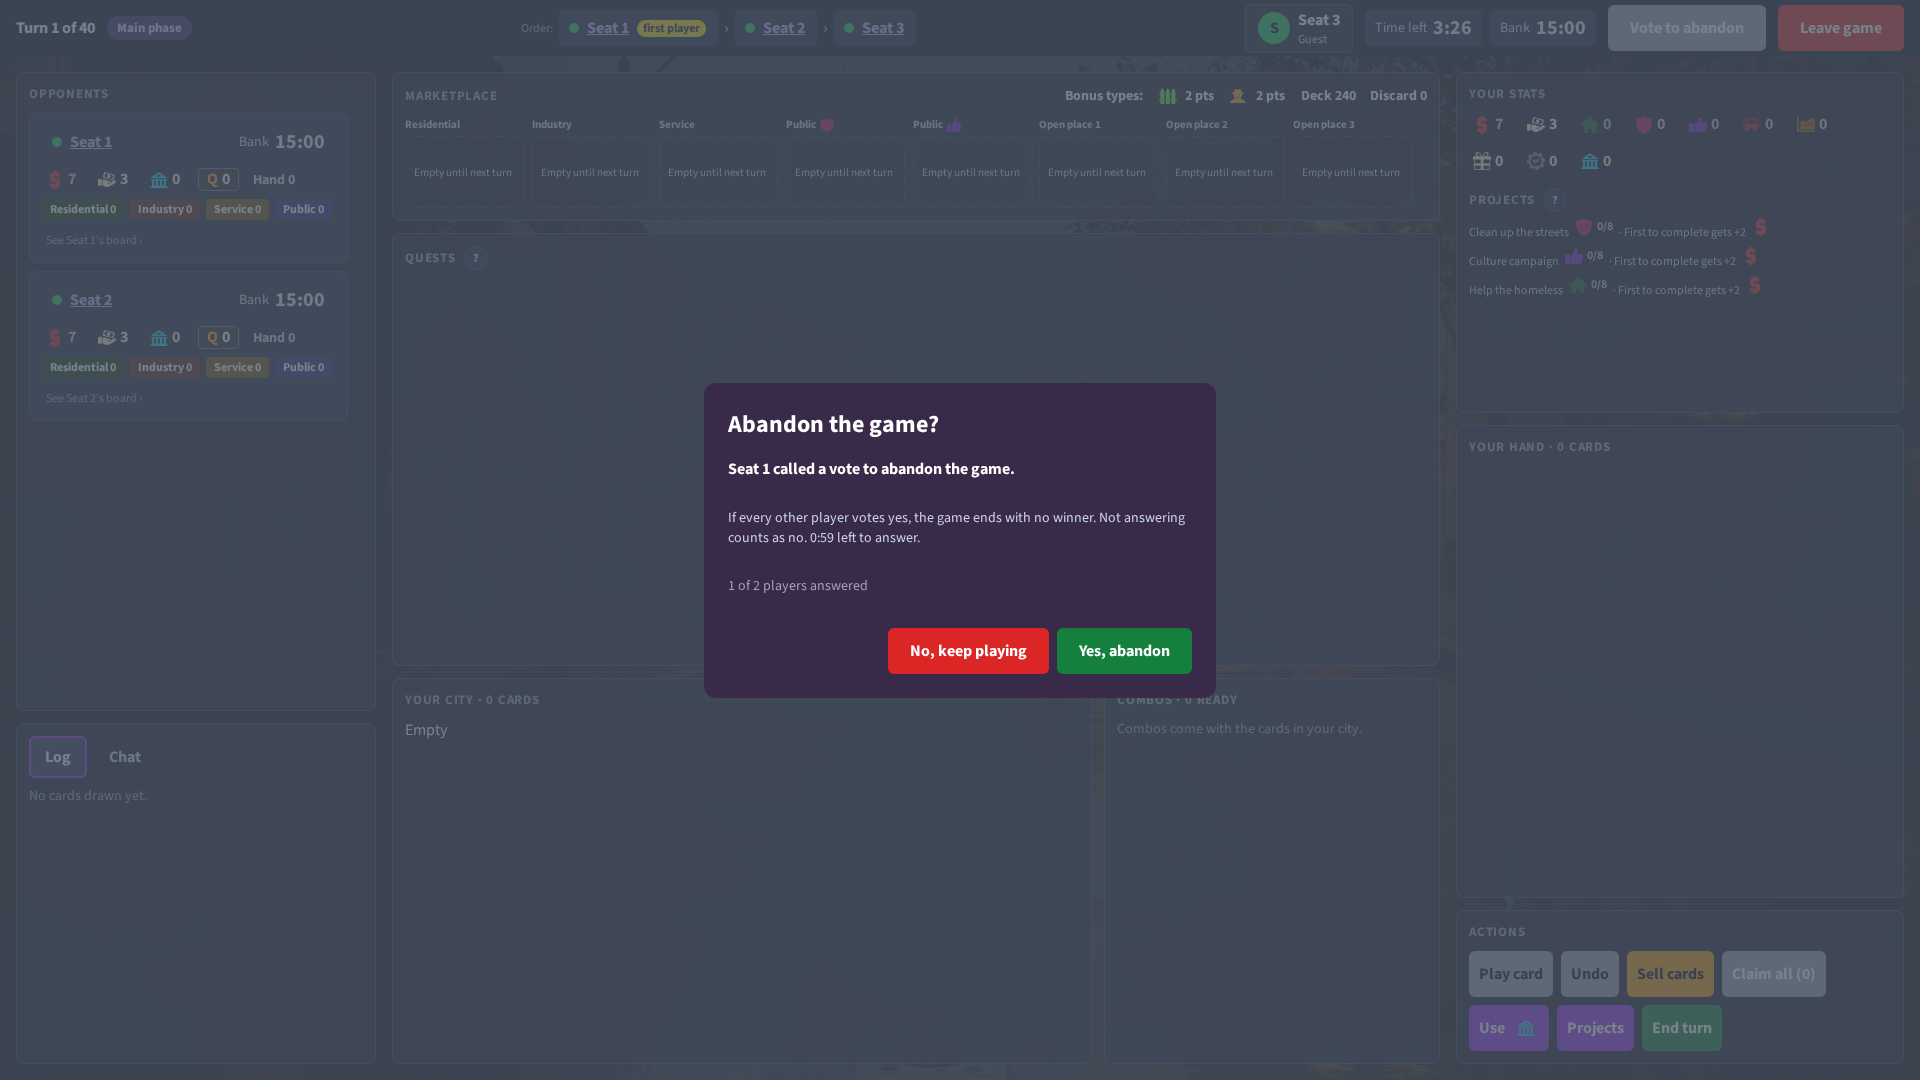 Turn 1 of 40 Main phase
Order: Seat 1 first player › Seat 2 › Seat 3
S Seat 3 Guest
Time left 3:26
Bank 15:00
Vote to abandon
Leave game
OPPONENTS
Seat 1 Bank 15:00
$ 7 3 0 Q 0 Hand 0
Residential 0 Industry 0 Service 0 Public 0
See Seat 1's board ›
Seat 2 Bank 15:00
$ 7 3 0 Q 0 Hand 0
Residential 0 Industry 0 Service 0 Public 0
See Seat 2's board ›
Log Chat
No cards drawn yet.
MARKETPLACE Bonus types: 2 pts 2 pts Deck 240 Discard 0
Residential Industry Service Public Public Open place 1 Open place 2 Open place 3
Empty until next turn Empty until next turn Empty until next turn Empty until next turn Empty until next turn Empty until next turn Empty until next turn Empty until next turn
QUESTS ?
Abandon the game?
Seat 1 called a vote to abandon the game.
If every other player votes yes, the game ends with no winner. Not answering
counts as no. 0:59 left to answer.
1 of 2 players answered
No, keep playing Yes, abandon
YOUR CITY · 0 CARDS
Empty
COMBOS · 0 READY
Combos come with the cards in your city.
YOUR STATS
$ 7 3 0 0 0 0 0
0 0 0
PROJECTS ?
Clean up the streets 0/8 · First to complete gets +2 $
Culture campaign 0/8 · First to complete gets +2 $
Help the homeless 0/8 · First to complete gets +2 $
YOUR HAND · 0 CARDS
ACTIONS
Play card Undo Sell cards Claim all (0)
Use Projects End turn